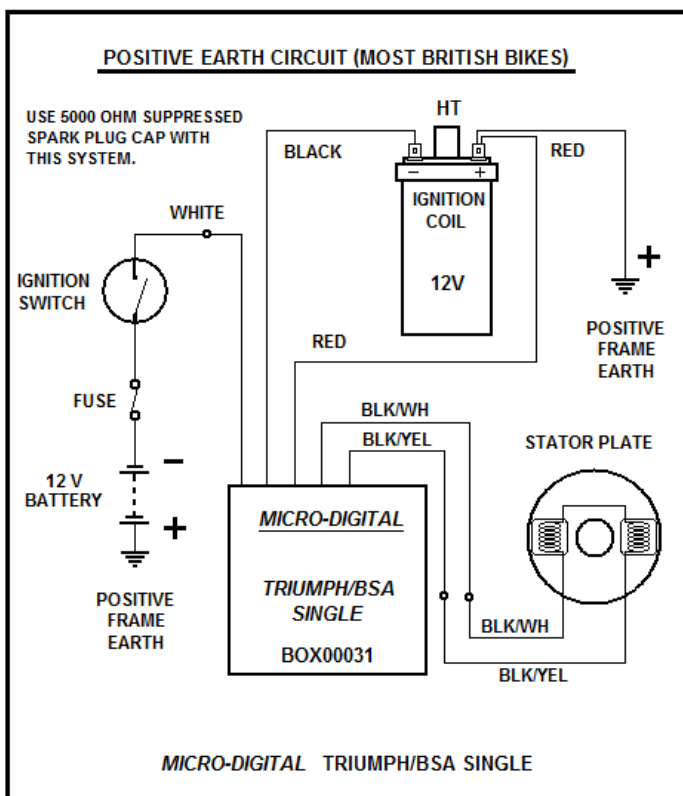 POSITIVE EARTH CIRCUIT (MOST BRITISH BIKES)
USE 5000 OHM SUPPRESSED
SPARK PLUG CAP WITH
THIS SYSTEM.
HT
BLACK
RED
WHITE
− +
IGNITION
COIL
12V
IGNITION
SWITCH
+
POSITIVE
FRAME
EARTH
RED
FUSE
BLK/WH
BLK/YEL
STATOR PLATE
12 V
BATTERY
−
+
MICRO-DIGITAL
TRIUMPH/BSA
SINGLE
BOX00031
POSITIVE
FRAME
EARTH
BLK/WH
BLK/YEL
MICRO-DIGITAL TRIUMPH/BSA SINGLE